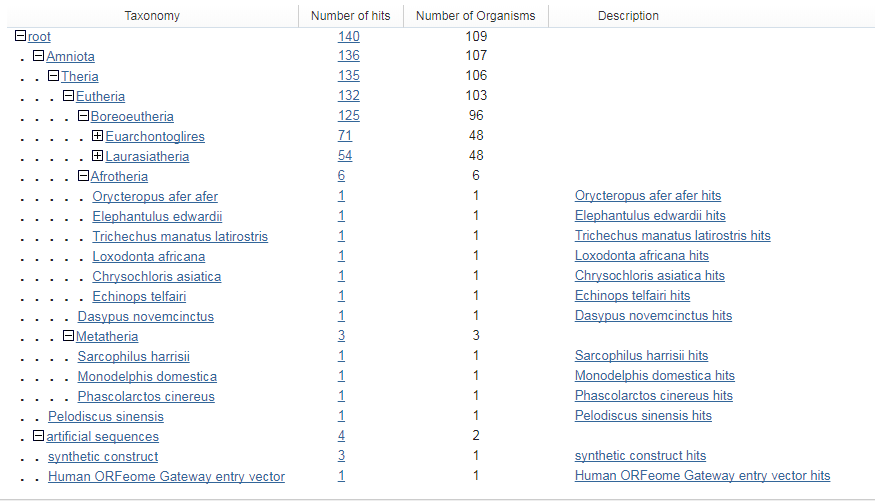 Taxonomy Number of hits Number of Organisms Description
root 140 109
. Amniota 136 107
. . Theria 135 106
. . . Eutheria 132 103
. . . . Boreoeutheria 125 96
. . . . . Euarchontoglires 71 48
. . . . . Laurasiatheria 54 48
. . . . Afrotheria 6 6
. . . . . Orycteropus afer afer 1 1 Orycteropus afer afer hits
. . . . . Elephantulus edwardii 1 1 Elephantulus edwardii hits
. . . . . Trichechus manatus latirostris 1 1 Trichechus manatus latirostris hits
. . . . . Loxodonta africana 1 1 Loxodonta africana hits
. . . . . Chrysochloris asiatica 1 1 Chrysochloris asiatica hits
. . . . . Echinops telfairi 1 1 Echinops telfairi hits
. . . . Dasypus novemcinctus 1 1 Dasypus novemcinctus hits
. . . Metatheria 3 3
. . . . Sarcophilus harrisii 1 1 Sarcophilus harrisii hits
. . . . Monodelphis domestica 1 1 Monodelphis domestica hits
. . . . Phascolarctos cinereus 1 1 Phascolarctos cinereus hits
. . Pelodiscus sinensis 1 1 Pelodiscus sinensis hits
. artificial sequences 4 2
. . synthetic construct 3 1 synthetic construct hits
. . Human ORFeome Gateway entry vector 1 1 Human ORFeome Gateway entry vector hits